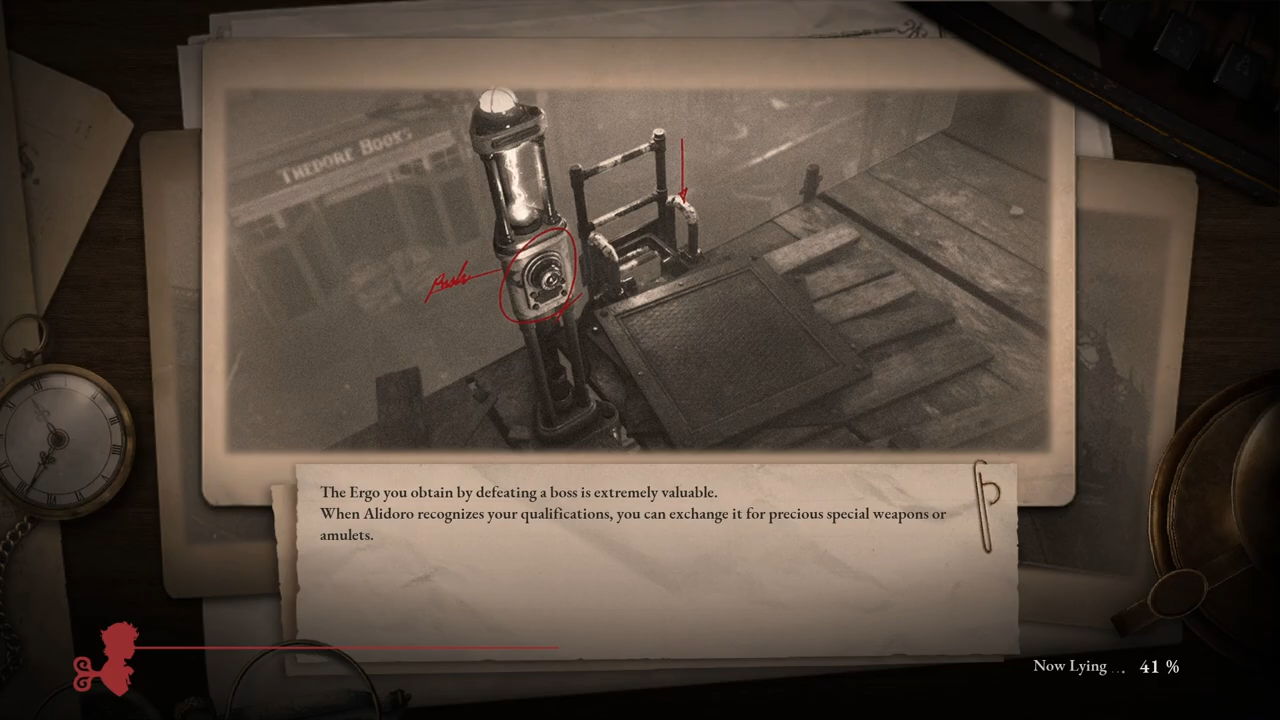 THEDORE BOOKS
The Ergo you obtain by defeating a boss is extremely valuable.
When Alidoro recognizes your qualifications, you can exchange it for precious special weapons or
amulets.
Now Lying ... 41 %